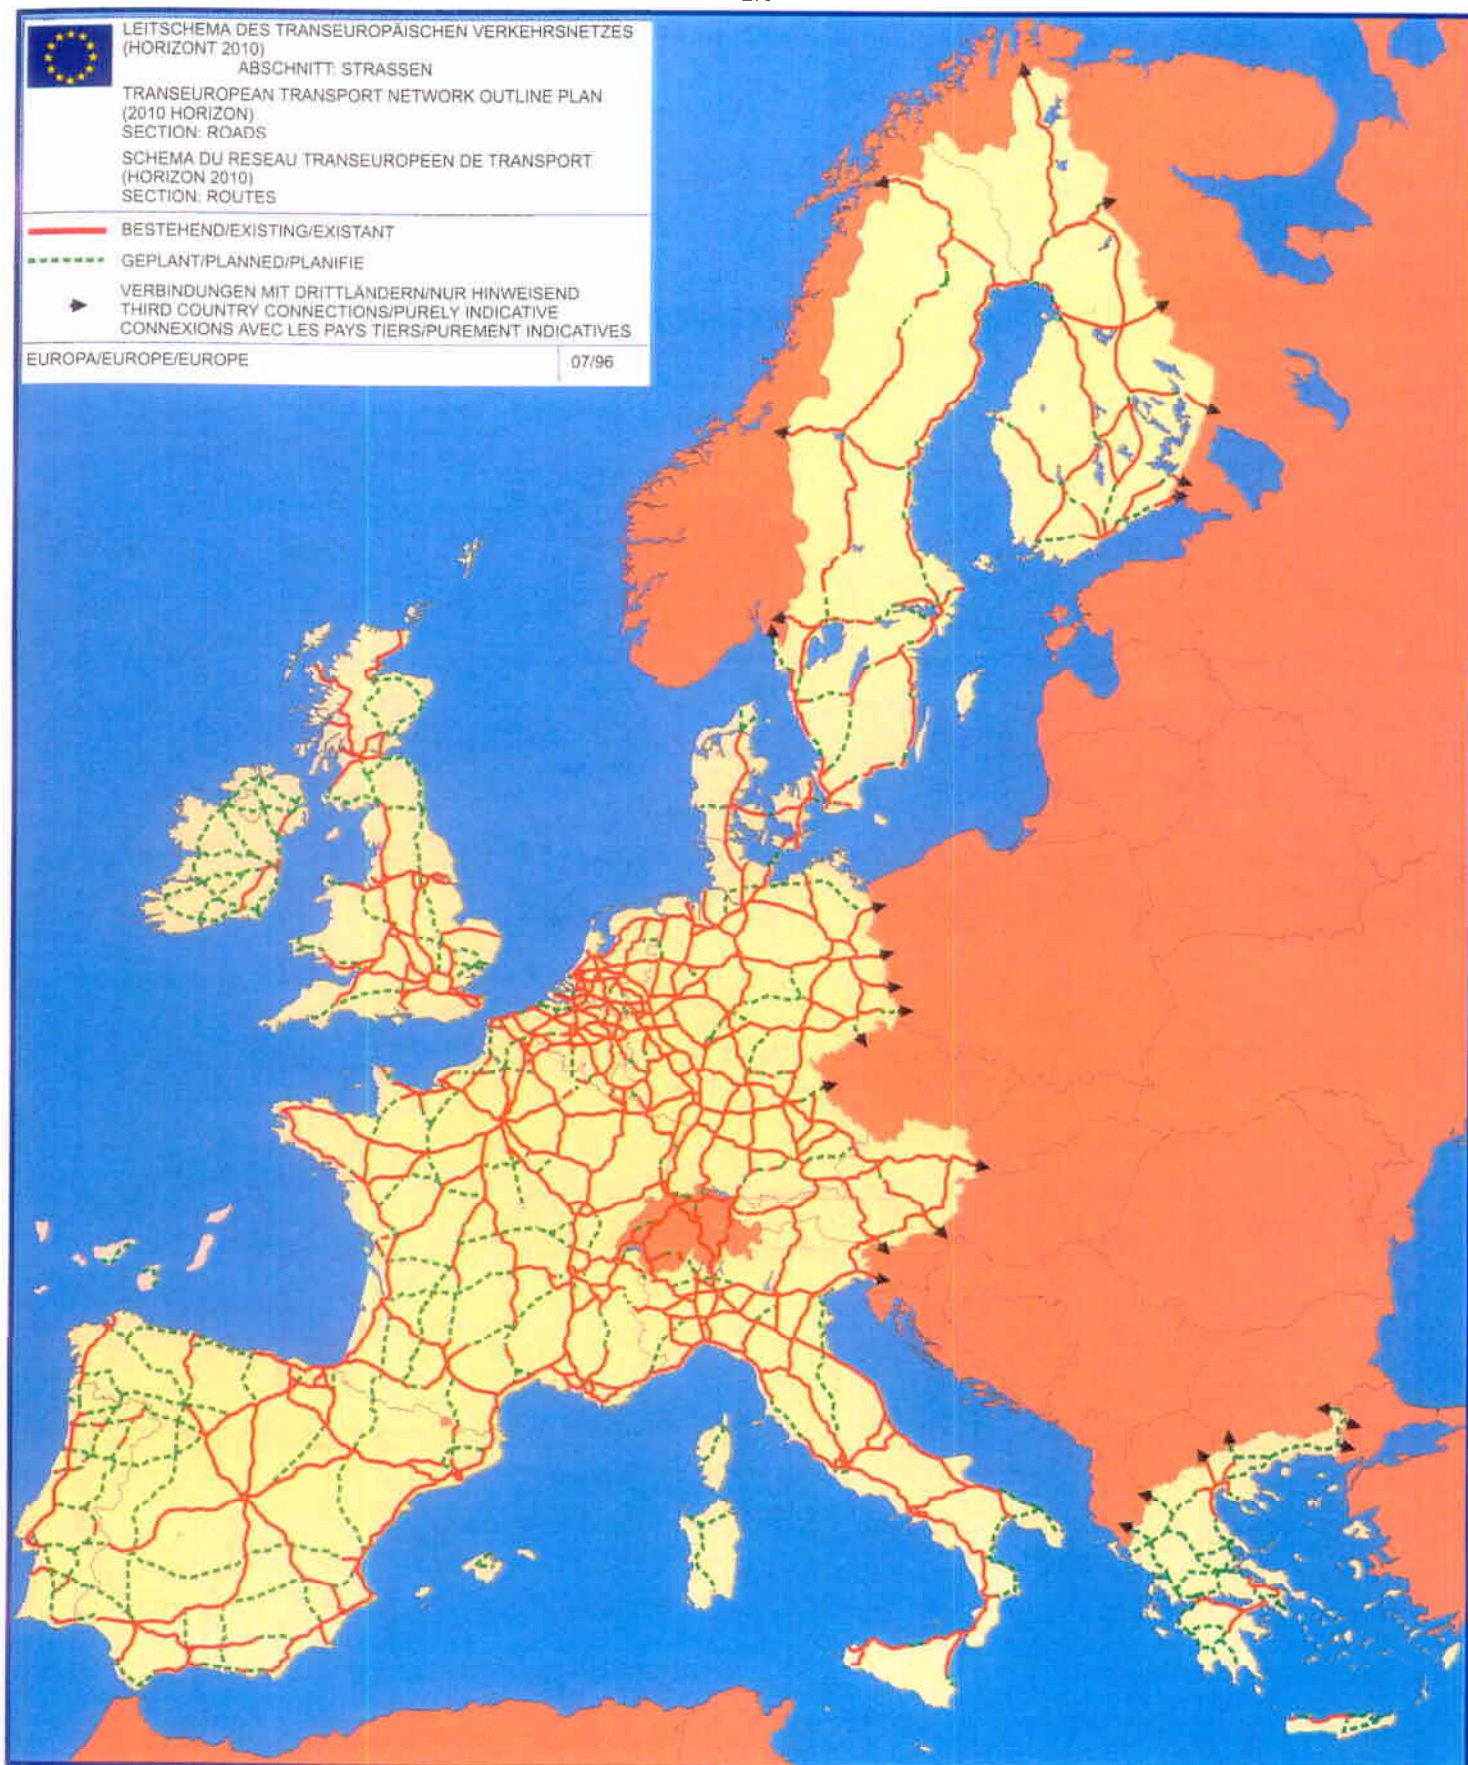 LEITSCHEMA DES TRANSEUROPÄISCHEN VERKEHRSNETZES
(HORIZONT 2010)
ABSCHNITT: STRASSEN
TRANSEUROPEAN TRANSPORT NETWORK OUTLINE PLAN
(2010 HORIZON)
SECTION: ROADS
SCHEMA DU RESEAU TRANSEUROPEEN DE TRANSPORT
(HORIZON 2010)
SECTION: ROUTES
BESTEHEND/EXISTING/EXISTANT
GEPLANT/PLANNED/PLANIFIE
VERBINDUNGEN MIT DRITTLÄNDERN/NUR HINWEISEND
THIRD COUNTRY CONNECTIONS/PURELY INDICATIVE
CONNEXIONS AVEC LES PAYS TIERS/PUREMENT INDICATIVES
EUROPA/EUROPE/EUROPE 07/96